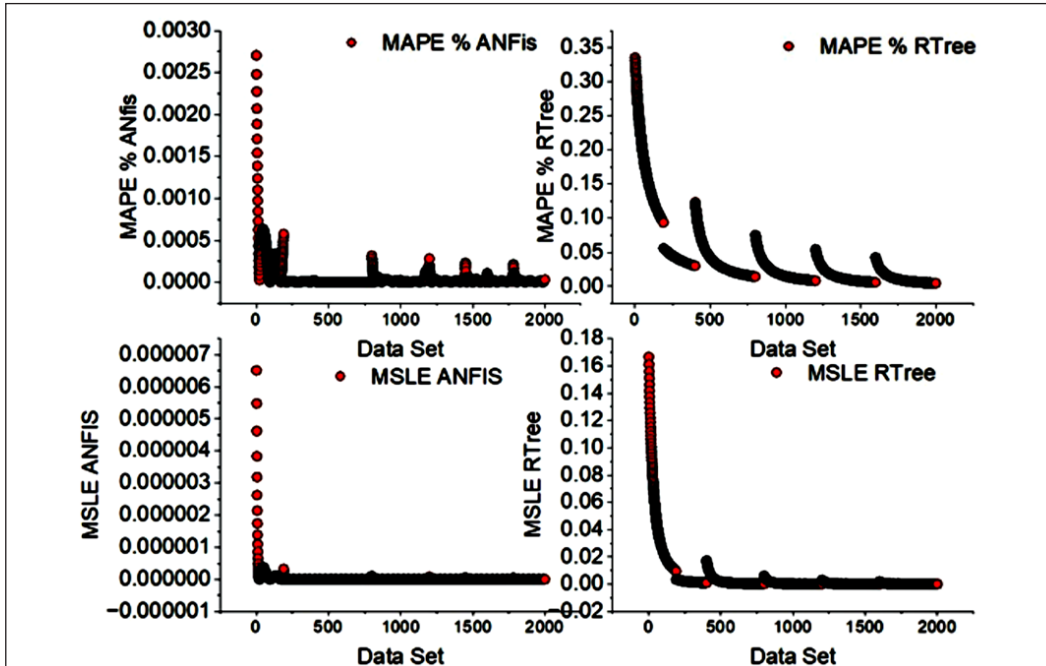 MAPE % ANFis
MAPE % ANfis
0.0030
0.0025
0.0020
0.0015
0.0010
0.0005
0.0000
0 500 1000 1500 2000
Data Set
MAPE % RTree
MAPE % RTree
0.35
0.30
0.25
0.20
0.15
0.10
0.05
0.00
0 500 1000 1500 2000
Data Set
MSLE ANFIS
MSLE ANFIS
0.000007
0.000006
0.000005
0.000004
0.000003
0.000002
0.000001
0.000000
−0.000001
0 500 1000 1500 2000
Data Set
MSLE RTree
MSLE RTree
0.18
0.16
0.14
0.12
0.10
0.08
0.06
0.04
0.02
0.00
−0.02
0 500 1000 1500 2000
Data Set